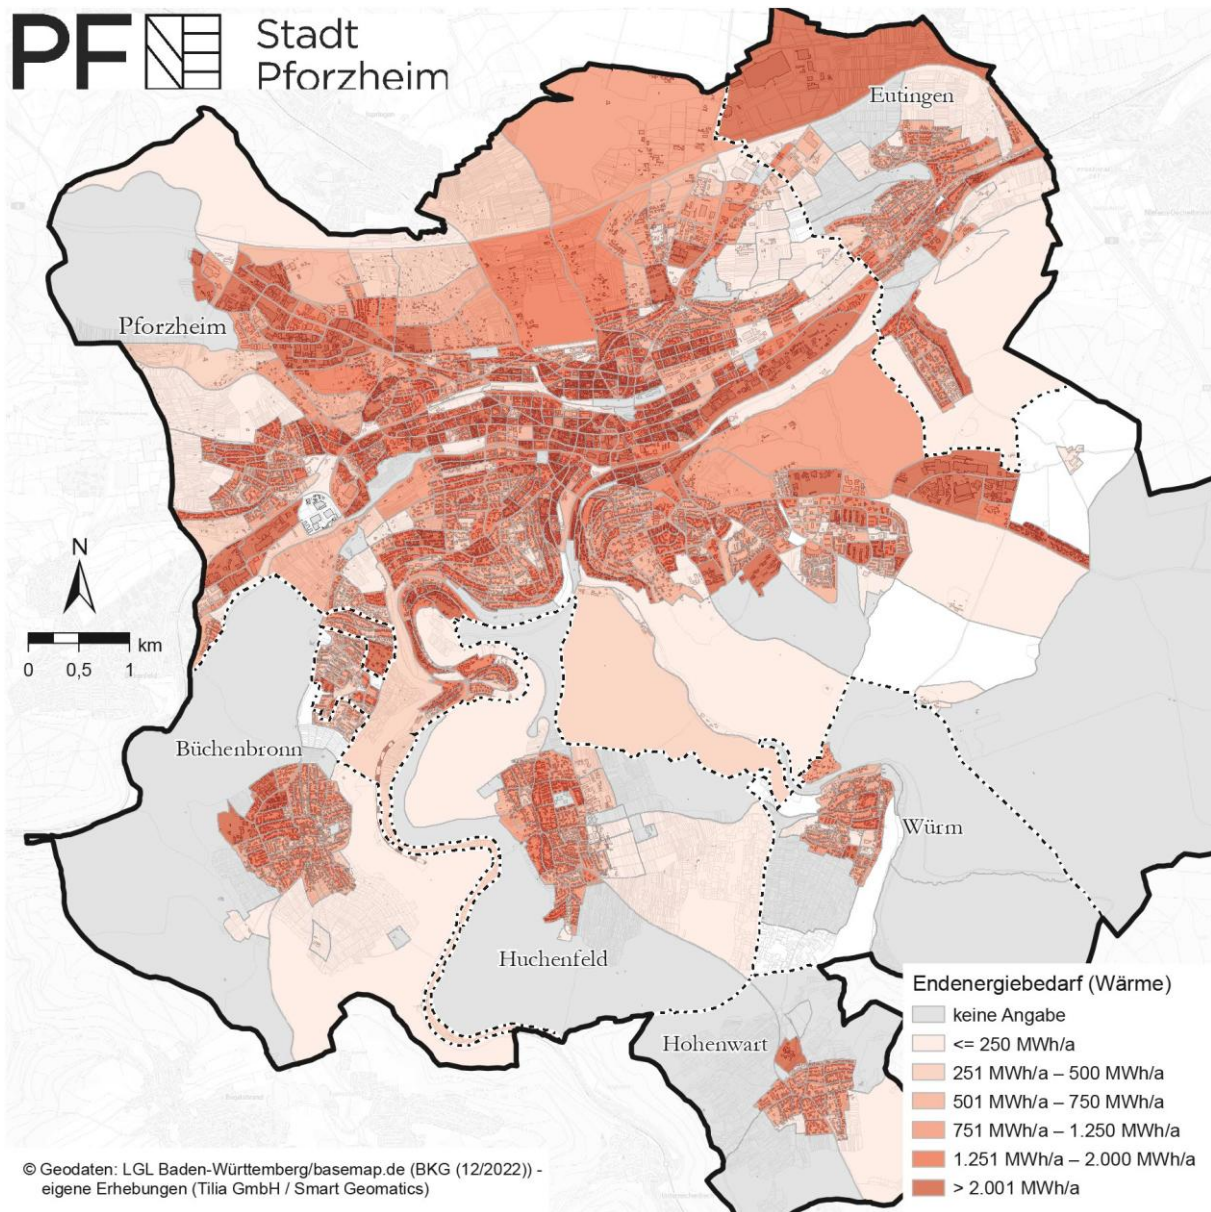 PF Stadt
Pforzheim
Eutingen
Pforzheim
N
km
0 0,5 1
Büchenbronn
Würm
Huchenfeld
Hohenwart
Endenergiebedarf (Wärme)
keine Angabe
<= 250 MWh/a
251 MWh/a – 500 MWh/a
501 MWh/a – 750 MWh/a
751 MWh/a – 1.250 MWh/a
1.251 MWh/a – 2.000 MWh/a
> 2.001 MWh/a
© Geodaten: LGL Baden-Württemberg/basemap.de (BKG (12/2022)) -
eigene Erhebungen (Tilia GmbH / Smart Geomatics)